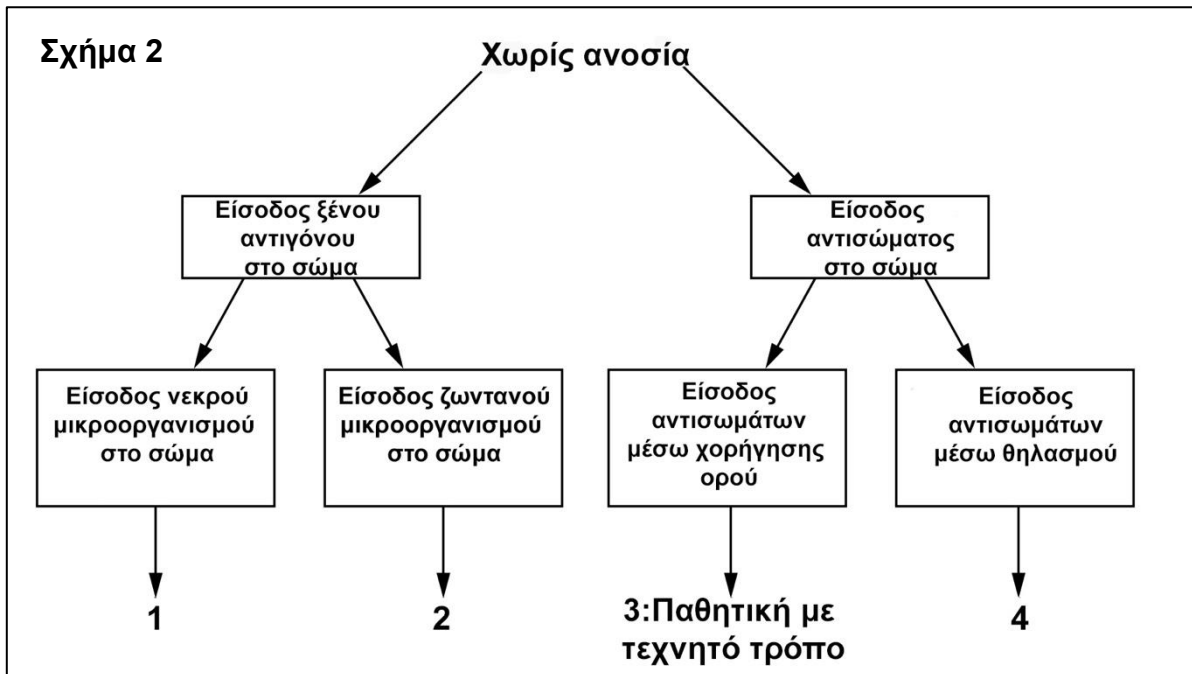 Σχήμα 2
Χωρίς ανοσία
Είσοδος ξένου
αντιγόνου
στο σώμα
Είσοδος
αντισώματος
στο σώμα
Είσοδος νεκρού
μικροοργανισμού
στο σώμα
Είσοδος ζωντανού
μικροοργανισμού
στο σώμα
Είσοδος
αντισωμάτων
μέσω χορήγησης
ορού
Είσοδος
αντισωμάτων
μέσω θηλασμού
1
2
3:Παθητική με
τεχνητό τρόπο
4